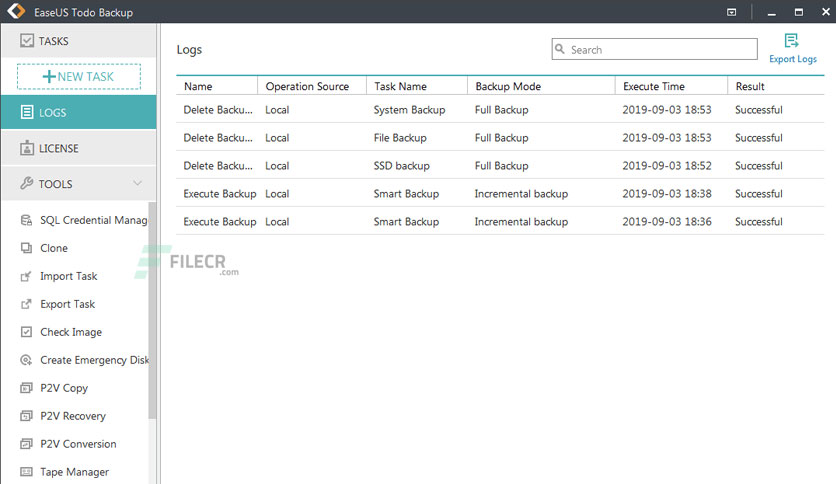 EaseUS Todo Backup
TASKS
NEW TASK
LOGS
LICENSE
TOOLS
SQL Credential Manag
Clone
Import Task
Export Task
Check Image
Create Emergency Disk
P2V Copy
P2V Recovery
P2V Conversion
Tape Manager
Logs
Search
Export Logs
Name Operation Source Task Name Backup Mode Execute Time Result
Delete Backu... Local System Backup Full Backup 2019-09-03 18:53 Successful
Delete Backu... Local File Backup Full Backup 2019-09-03 18:53 Successful
Delete Backu... Local SSD backup Full Backup 2019-09-03 18:52 Successful
Execute Backup Local Smart Backup Incremental backup 2019-09-03 18:38 Successful
Execute Backup Local Smart Backup Incremental backup 2019-09-03 18:36 Successful
FILECR
.com